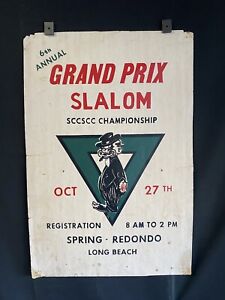 6th
ANNUAL
GRAND PRIX
SLALOM
SCCSCC CHAMPIONSHIP
OCT 27TH
REGISTRATION 8 AM TO 2 PM
SPRING - REDONDO
LONG BEACH